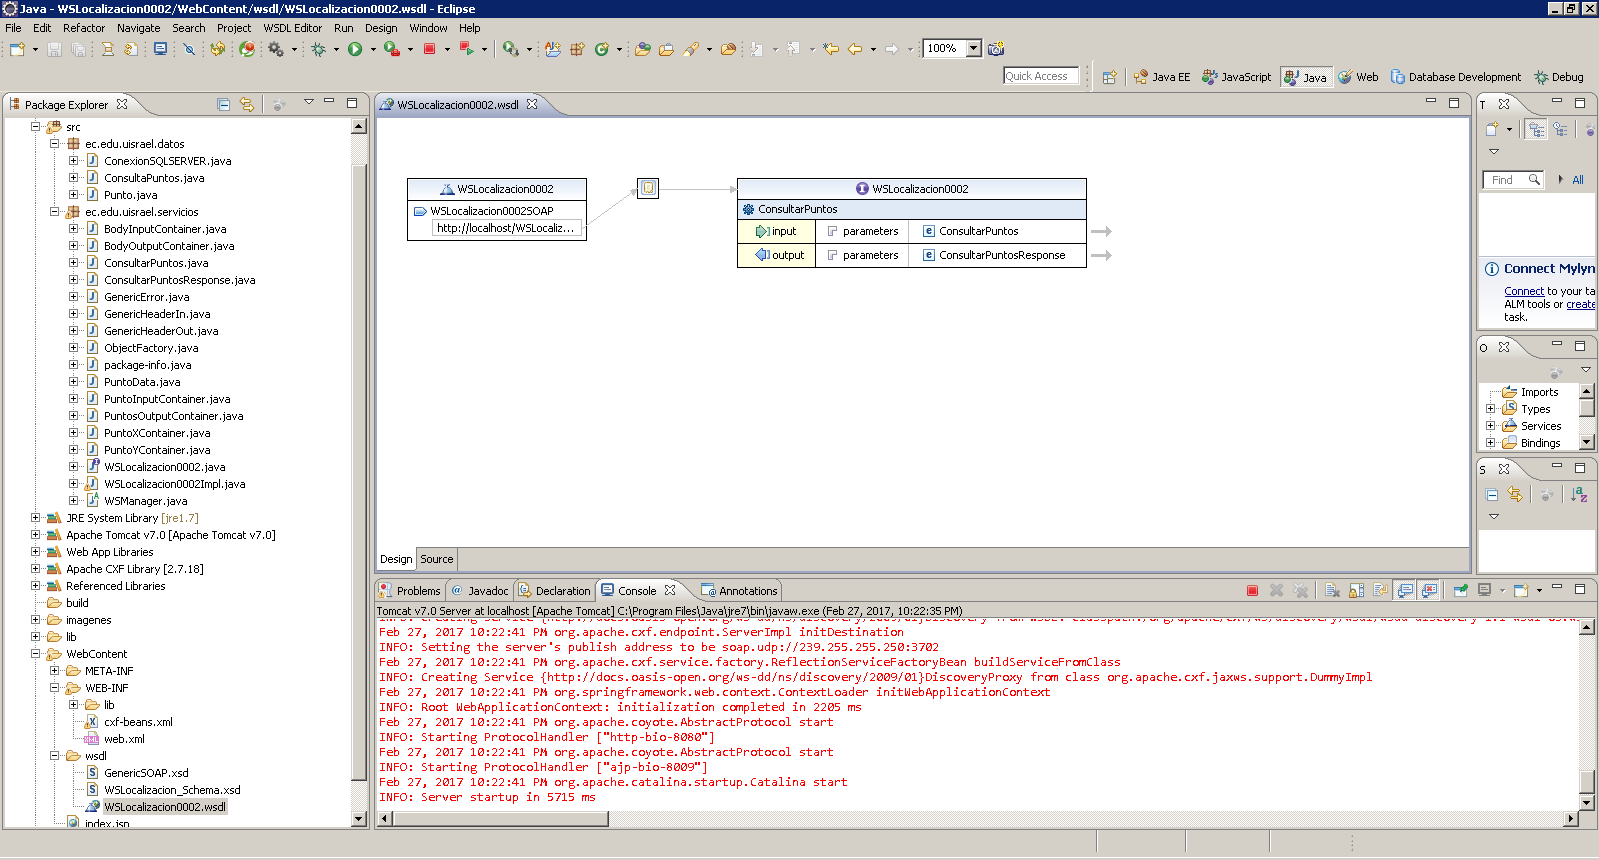 Java - WSLocalizacion0002/WebContent/wsdl/WSLocalizacion0002.wsdl - Eclipse
File Edit Refactor Navigate Search Project WSDL Editor Run Design Window Help
100%
Quick Access
Java EE JavaScript Java Web Database Development Debug
Package Explorer
src
ec.edu.uisrael.datos
ConexionSQLSERVER.java
ConsultaPuntos.java
Punto.java
ec.edu.uisrael.servicios
BodyInputContainer.java
BodyOutputContainer.java
ConsultarPuntos.java
ConsultarPuntosResponse.java
GenericError.java
GenericHeaderIn.java
GenericHeaderOut.java
ObjectFactory.java
package-info.java
PuntoData.java
PuntoInputContainer.java
PuntosOutputContainer.java
PuntoXContainer.java
PuntoYContainer.java
WSLocalizacion0002.java
WSLocalizacion0002Impl.java
WSManager.java
JRE System Library [jre1.7]
Apache Tomcat v7.0 [Apache Tomcat v7.0]
Web App Libraries
Apache CXF Library [2.7.18]
Referenced Libraries
build
imagenes
lib
WebContent
META-INF
WEB-INF
lib
cxf-beans.xml
web.xml
wsdl
GenericSOAP.xsd
WSLocalizacion_Schema.xsd
WSLocalizacion0002.wsdl
index.jsp
WSLocalizacion0002.wsdl
WSLocalizacion0002
WSLocalizacion0002SOAP
http://localhost/WSLocaliz...
WSLocalizacion0002
ConsultarPuntos
input parameters ConsultarPuntos
output parameters ConsultarPuntosResponse
Design Source
Problems Javadoc Declaration Console Annotations
Tomcat v7.0 Server at localhost [Apache Tomcat] C:\Program Files\Java\jre7\bin\javaw.exe (Feb 27, 2017, 10:22:35 PM)
Feb 27, 2017 10:22:41 PM org.apache.cxf.endpoint.ServerImpl initDestination
INFO: Setting the server's publish address to be soap.udp://239.255.255.250:3702
Feb 27, 2017 10:22:41 PM org.apache.cxf.service.factory.ReflectionServiceFactoryBean buildServiceFromClass
INFO: Creating Service {http://docs.oasis-open.org/ws-dd/ns/discovery/2009/01}DiscoveryProxy from class org.apache.cxf.jaxws.support.DummyImpl
Feb 27, 2017 10:22:41 PM org.springframework.web.context.ContextLoader initWebApplicationContext
INFO: Root WebApplicationContext: initialization completed in 2205 ms
Feb 27, 2017 10:22:41 PM org.apache.coyote.AbstractProtocol start
INFO: Starting ProtocolHandler ["http-bio-8080"]
Feb 27, 2017 10:22:41 PM org.apache.coyote.AbstractProtocol start
INFO: Starting ProtocolHandler ["ajp-bio-8009"]
Feb 27, 2017 10:22:41 PM org.apache.catalina.startup.Catalina start
INFO: Server startup in 5715 ms
T
Find All
Connect Mylyn
Connect to your ta
ALM tools or create
task.
O
Imports
Types
Services
Bindings
S